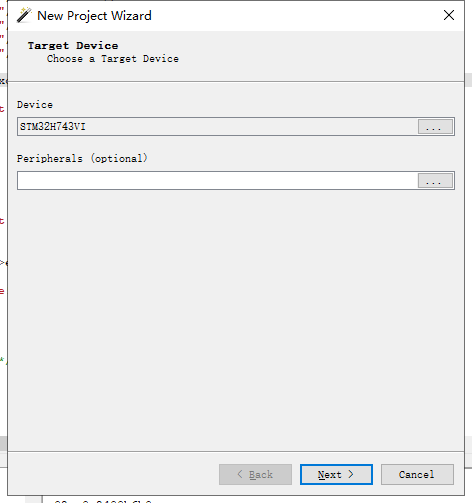 New Project Wizard
Target Device
Choose a Target Device
Device
STM32H743VI
...
Peripherals (optional)
...
< Back
Next >
Cancel